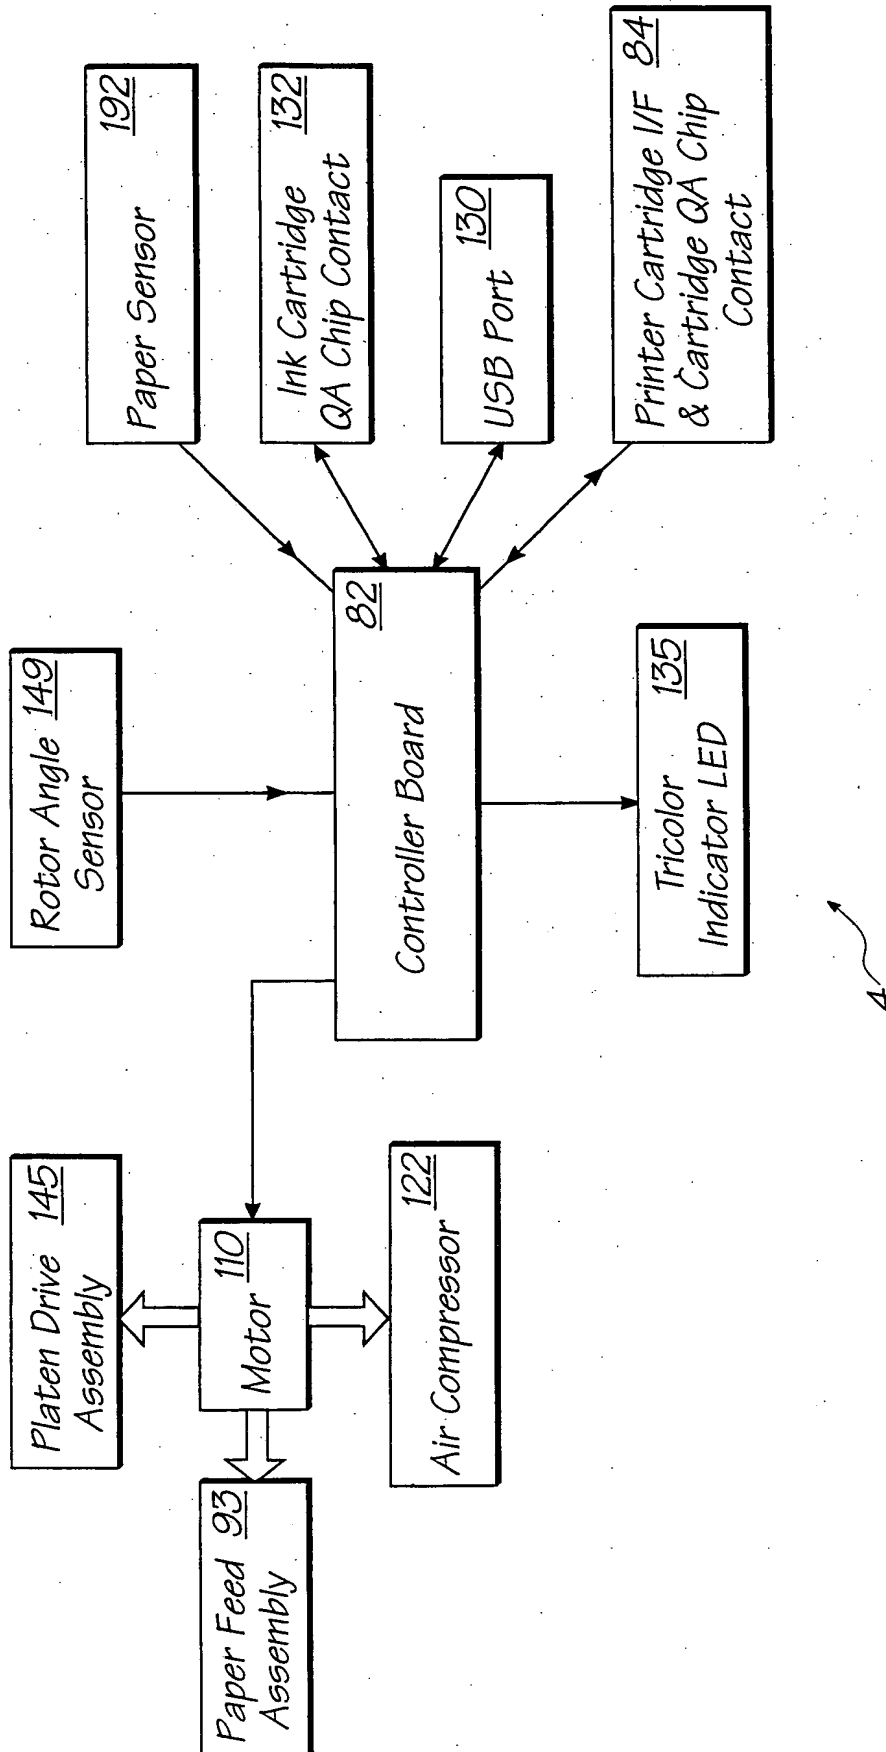 Platen Drive 145
Assembly
Rotor Angle 149
Sensor
Paper Sensor 192
Paper Feed 93
Assembly
Motor 110
Ink Cartridge 132
QA Chip Contact
Controller Board 82
Air Compressor 122
USB Port 130
Tricolor 135
Indicator LED
Printer Cartridge I/F 84
& Cartridge QA Chip
Contact
4